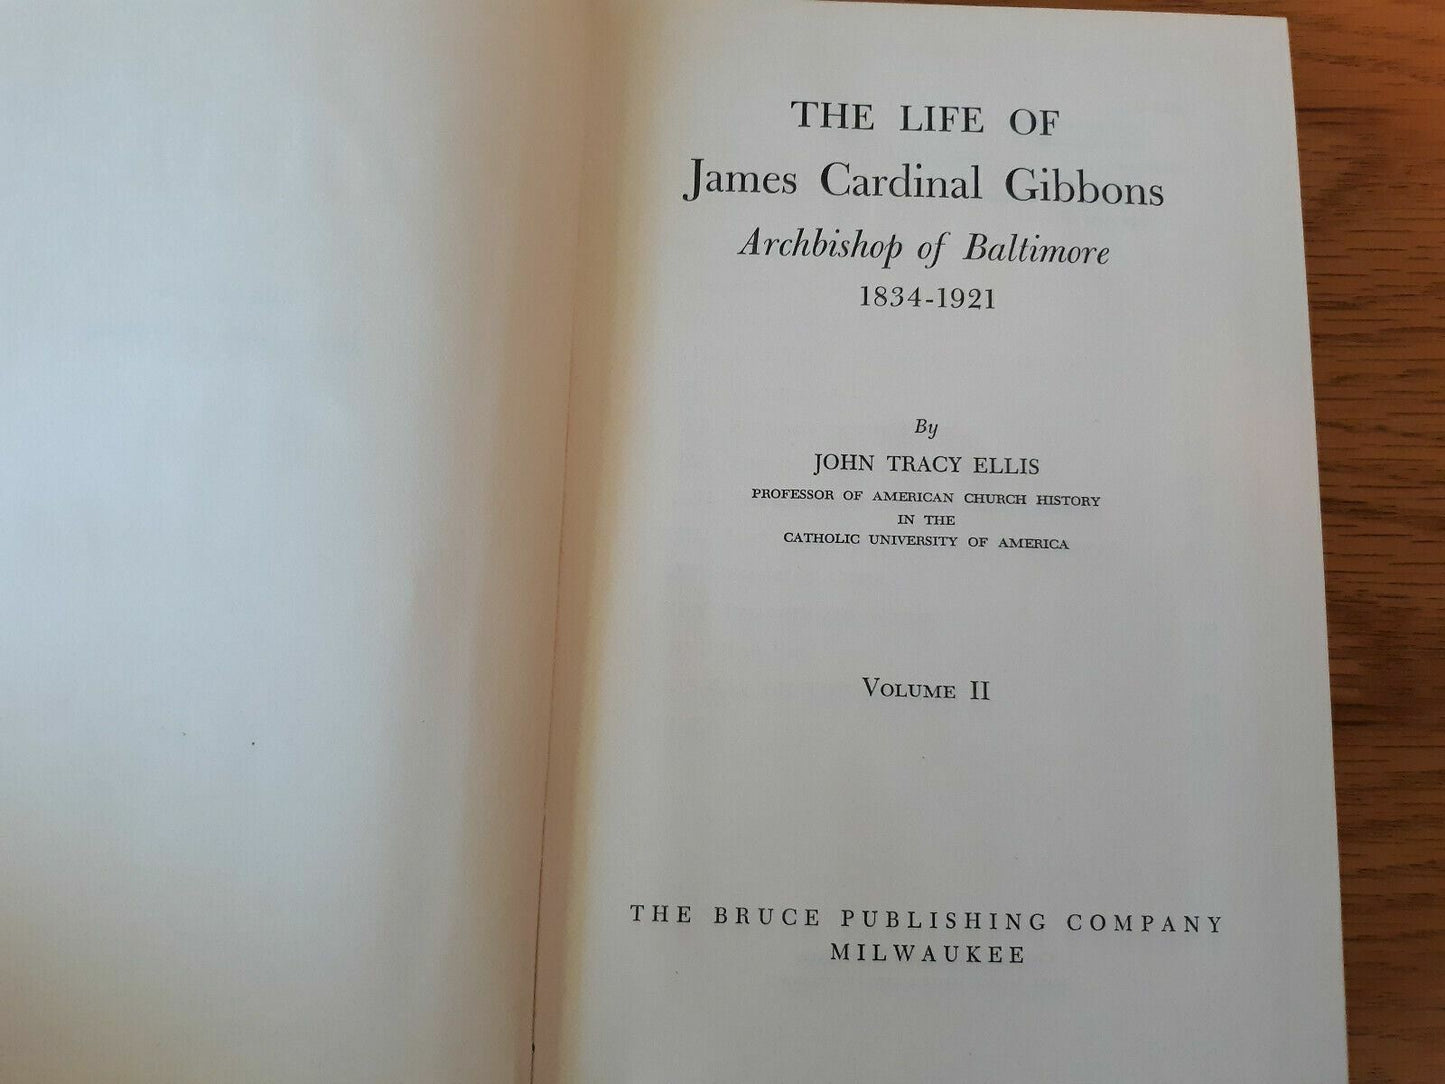 THE LIFE OF
James Cardinal Gibbons
Archbishop of Baltimore
1834-1921
By
JOHN TRACY ELLIS
PROFESSOR OF AMERICAN CHURCH HISTORY
IN THE
CATHOLIC UNIVERSITY OF AMERICA
VOLUME II
THE BRUCE PUBLISHING COMPANY
MILWAUKEE